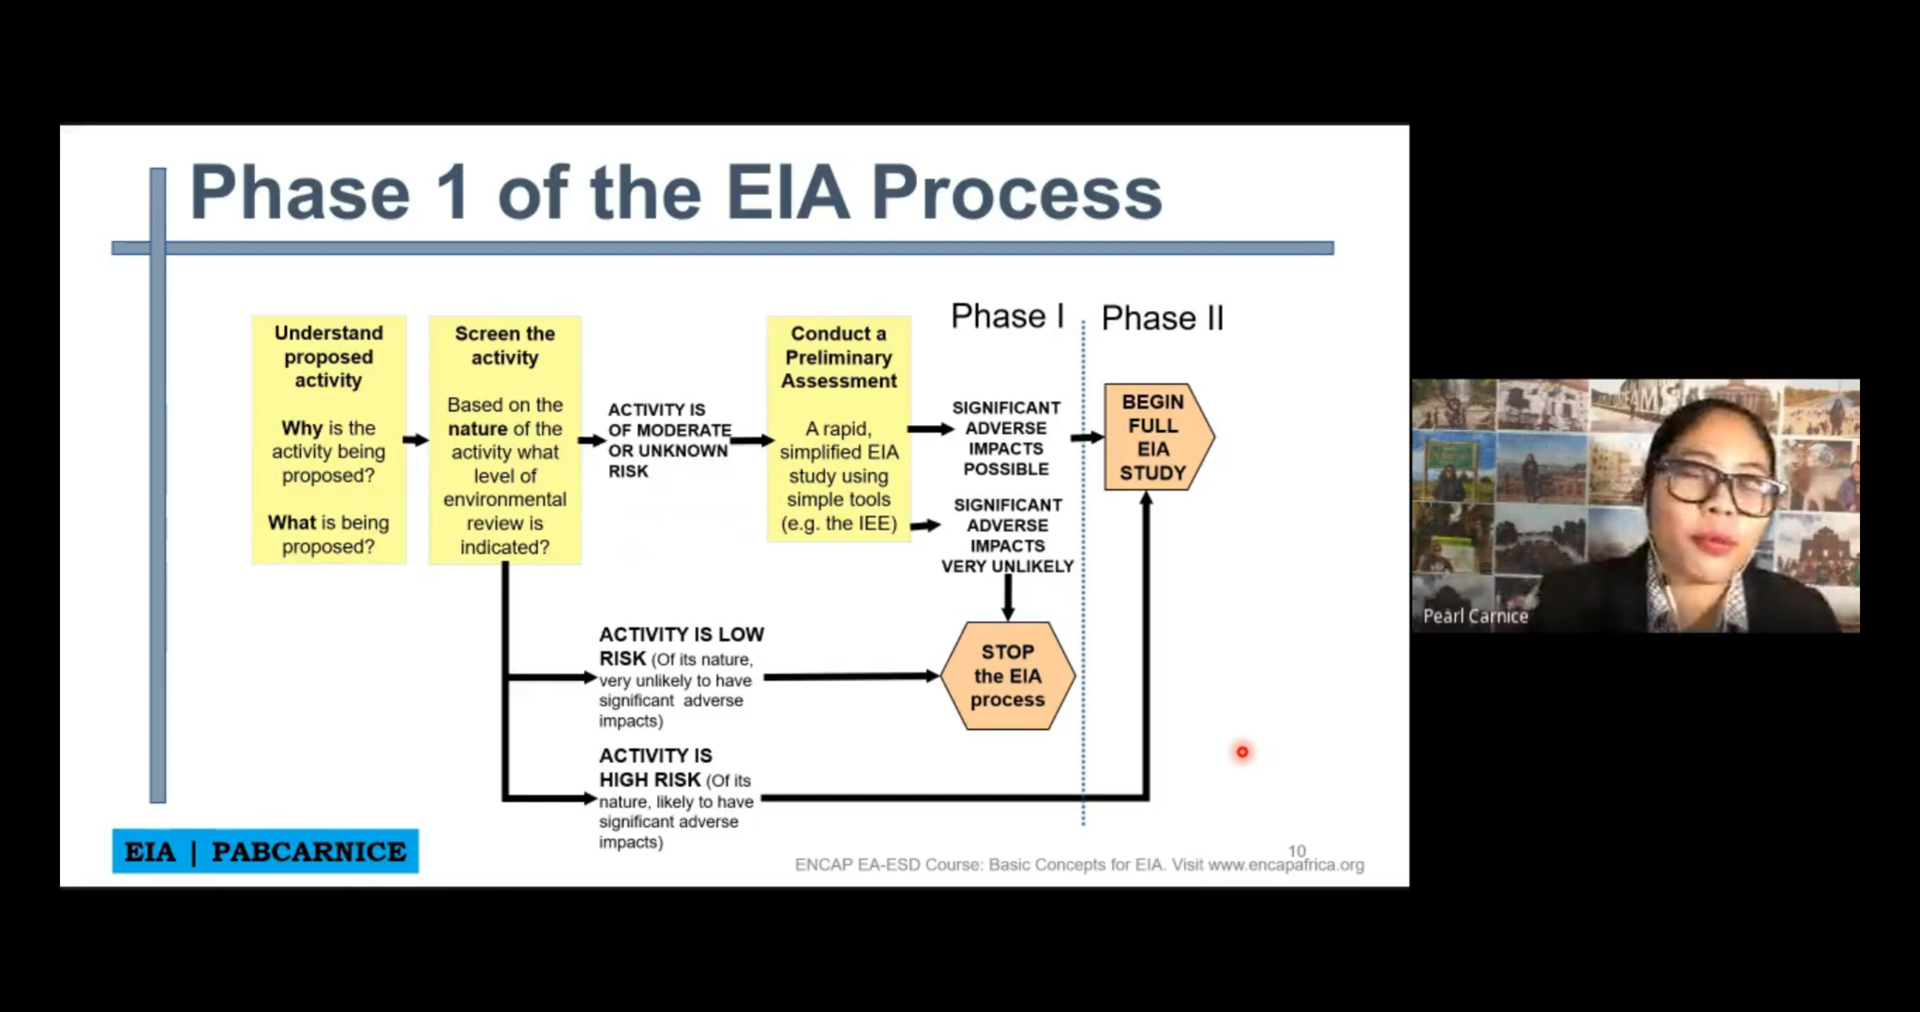 Phase 1 of the EIA Process
Understand
proposed
activity
Why is the
activity being
proposed?
What is being
proposed?
Screen the
activity
Based on the
nature of the
activity what
level of
environmental
review is
indicated?
ACTIVITY IS
OF MODERATE
OR UNKNOWN
RISK
Conduct a
Preliminary
Assessment
A rapid,
simplified EIA
study using
simple tools
(e.g. the IEE)
Phase I
Phase II
SIGNIFICANT
ADVERSE
IMPACTS
POSSIBLE
SIGNIFICANT
ADVERSE
IMPACTS
VERY UNLIKELY
BEGIN
FULL
EIA
STUDY
ACTIVITY IS LOW
RISK (Of its nature,
very unlikely to have
significant adverse
impacts)
STOP
the EIA
process
ACTIVITY IS
HIGH RISK (Of its
nature, likely to have
significant adverse
impacts)
EIA | PABCARNICE
10
ENCAP EA-ESD Course: Basic Concepts for EIA. Visit www.encapafrica.org
Pearl Carnice